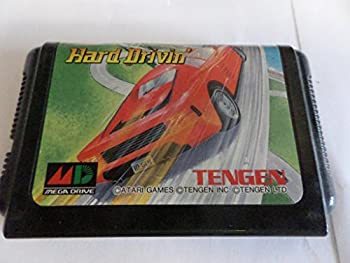 Hard Drivin'
MD
MEGA DRIVE
TENGEN
©ATARI GAMES ©TENGEN INC ©TENGEN LTD